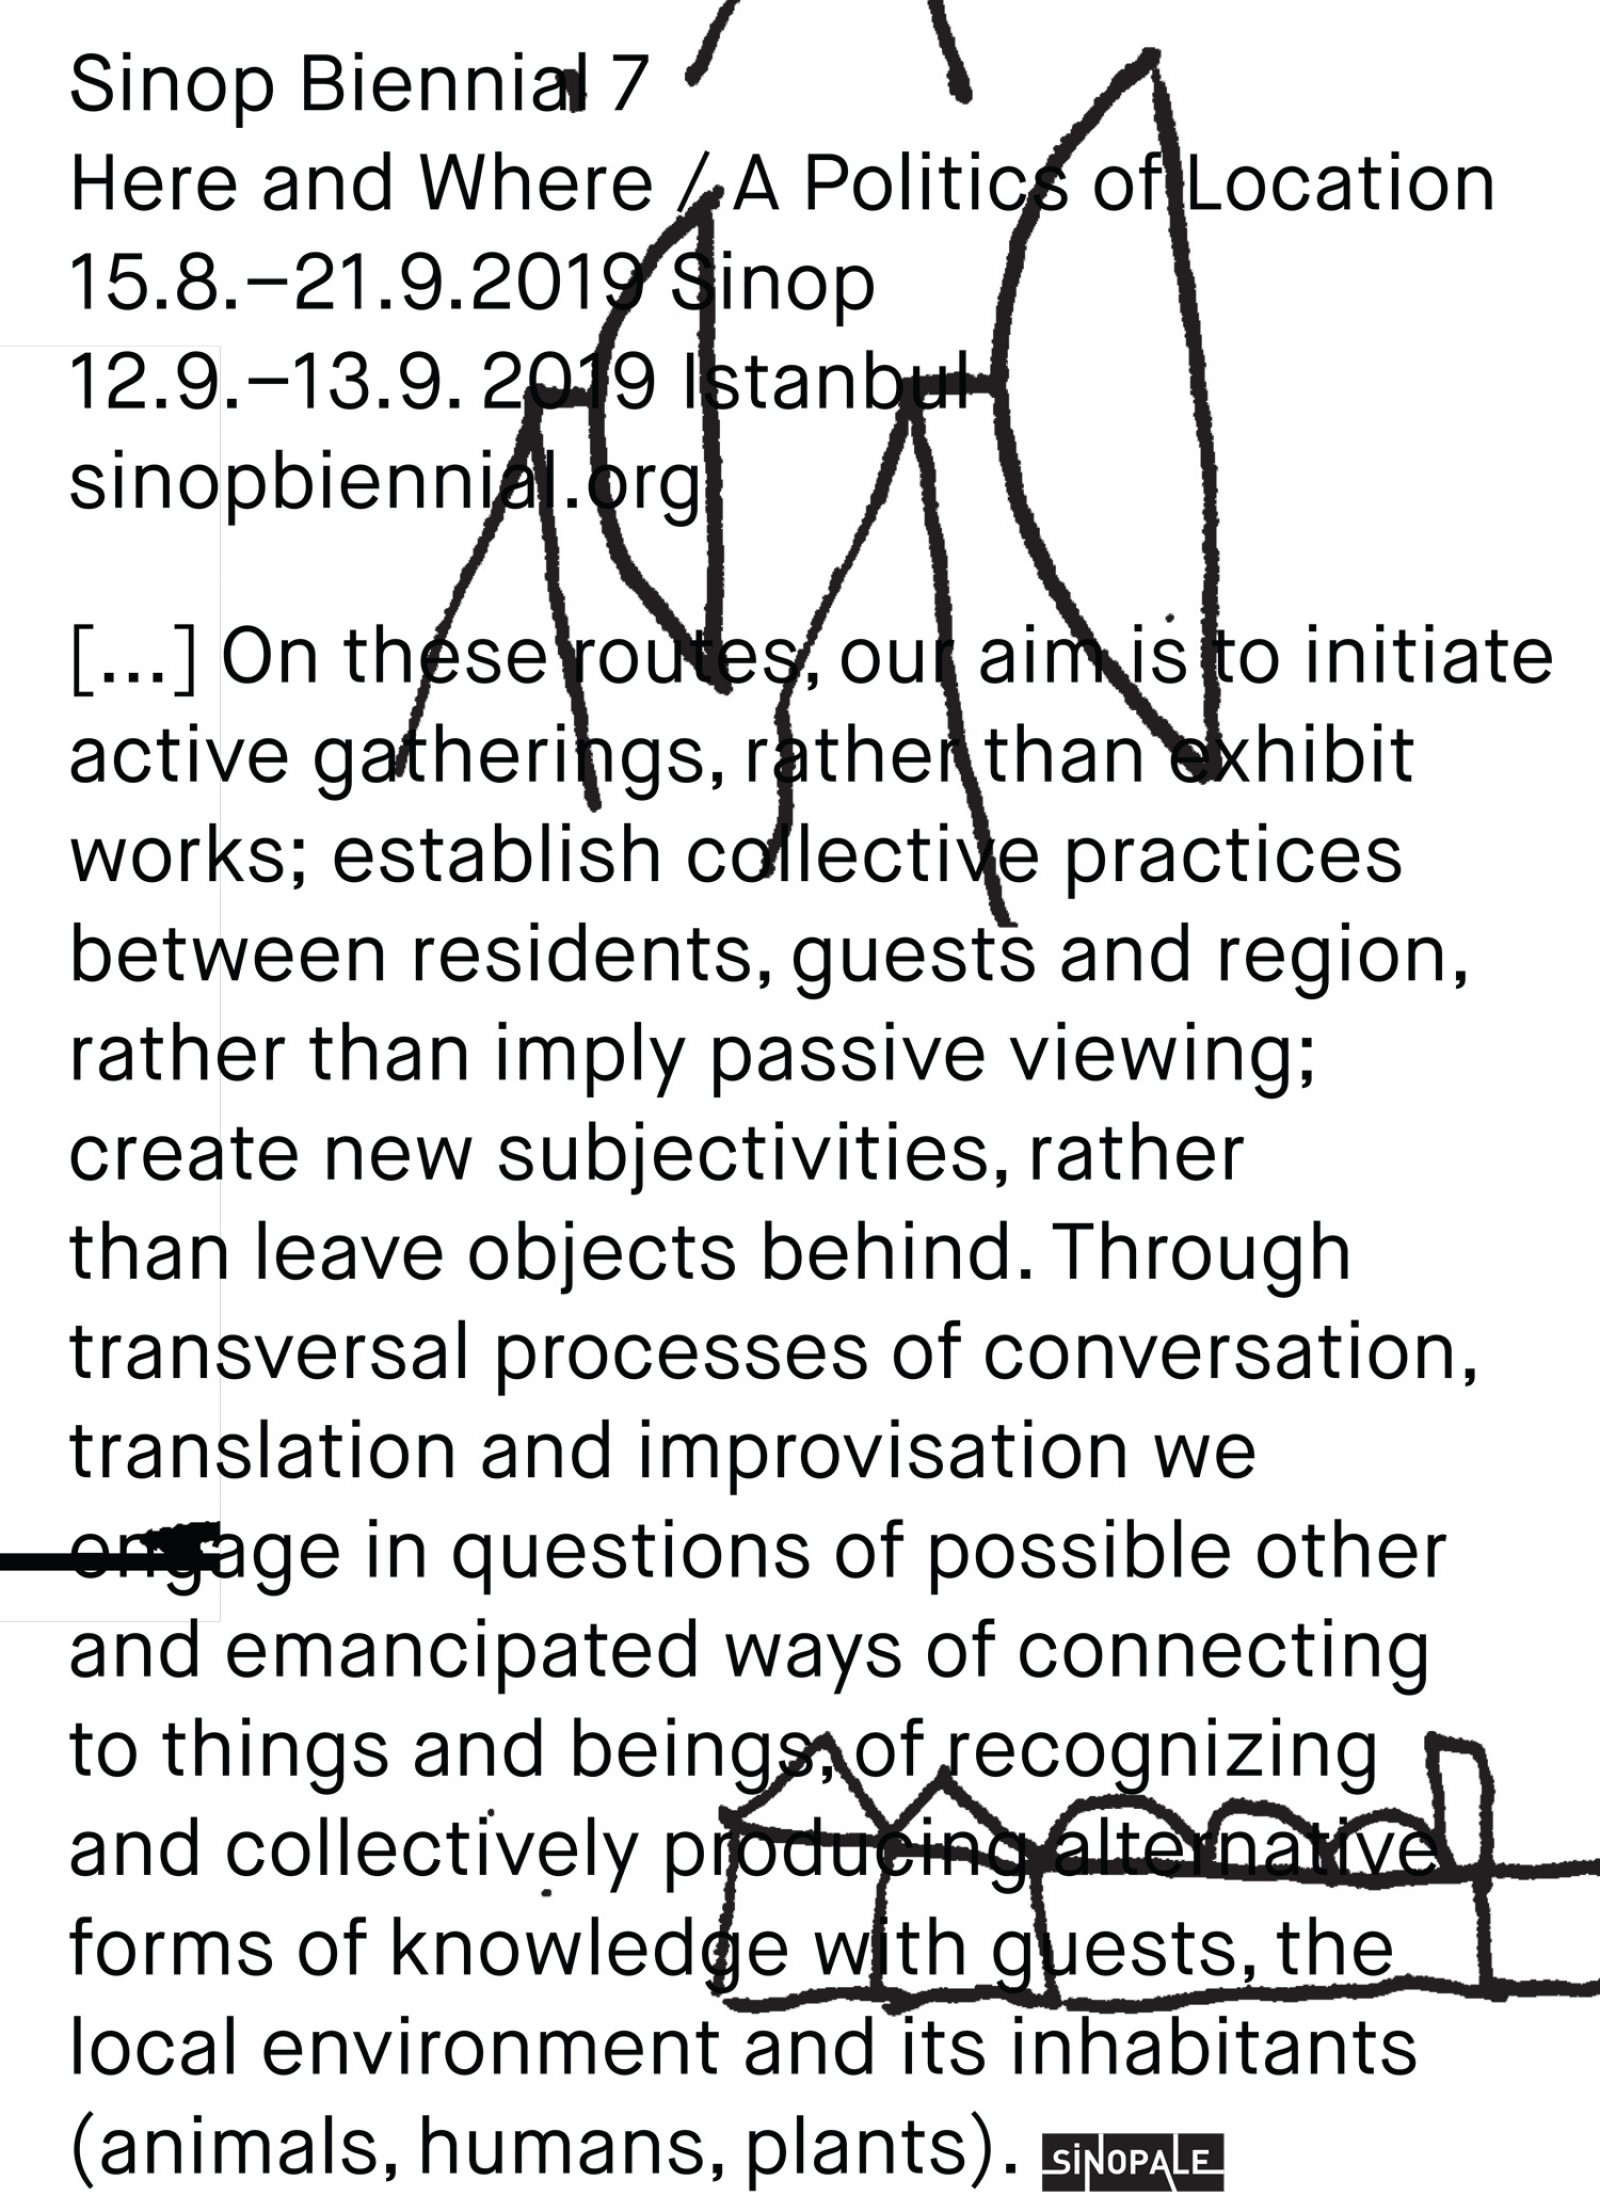 Sinop Biennial 7
Here and Where / A Politics of Location
15.8.–21.9.2019 Sinop
12.9.–13.9. 2019 Istanbul
sinopbiennial.org
[...] On these routes, our aim is to initiate
active gatherings, rather than exhibit
works; establish collective practices
between residents, guests and region,
rather than imply passive viewing;
create new subjectivities, rather
than leave objects behind. Through
transversal processes of conversation,
translation and improvisation we
engage in questions of possible other
and emancipated ways of connecting
to things and beings, of recognizing
and collectively producing alternative
forms of knowledge with guests, the
local environment and its inhabitants
(animals, humans, plants).
SiNOPALE